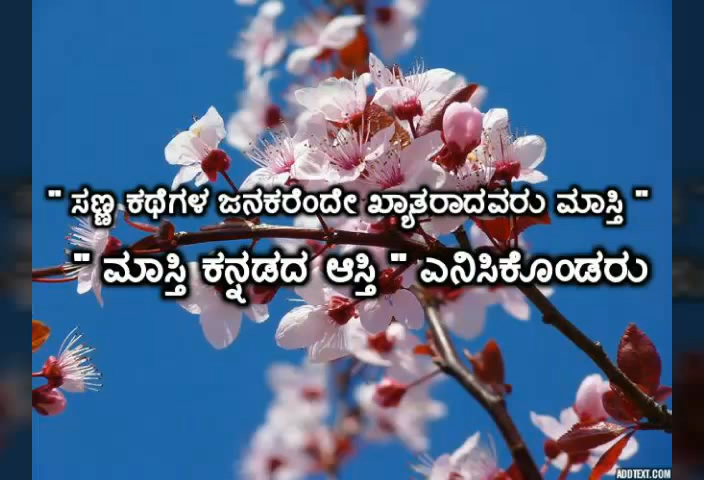 " ಸಣ್ಣ ಕಥೆಗಳ ಜನಕರೆಂದೇ ಖ್ಯಾತರಾದವರು ಮಾಸ್ತಿ "
" ಮಾಸ್ತಿ ಕನ್ನಡದ ಆಸ್ತಿ " ಎನಿಸಿಕೊಂಡರು
ADDTEXT.COM